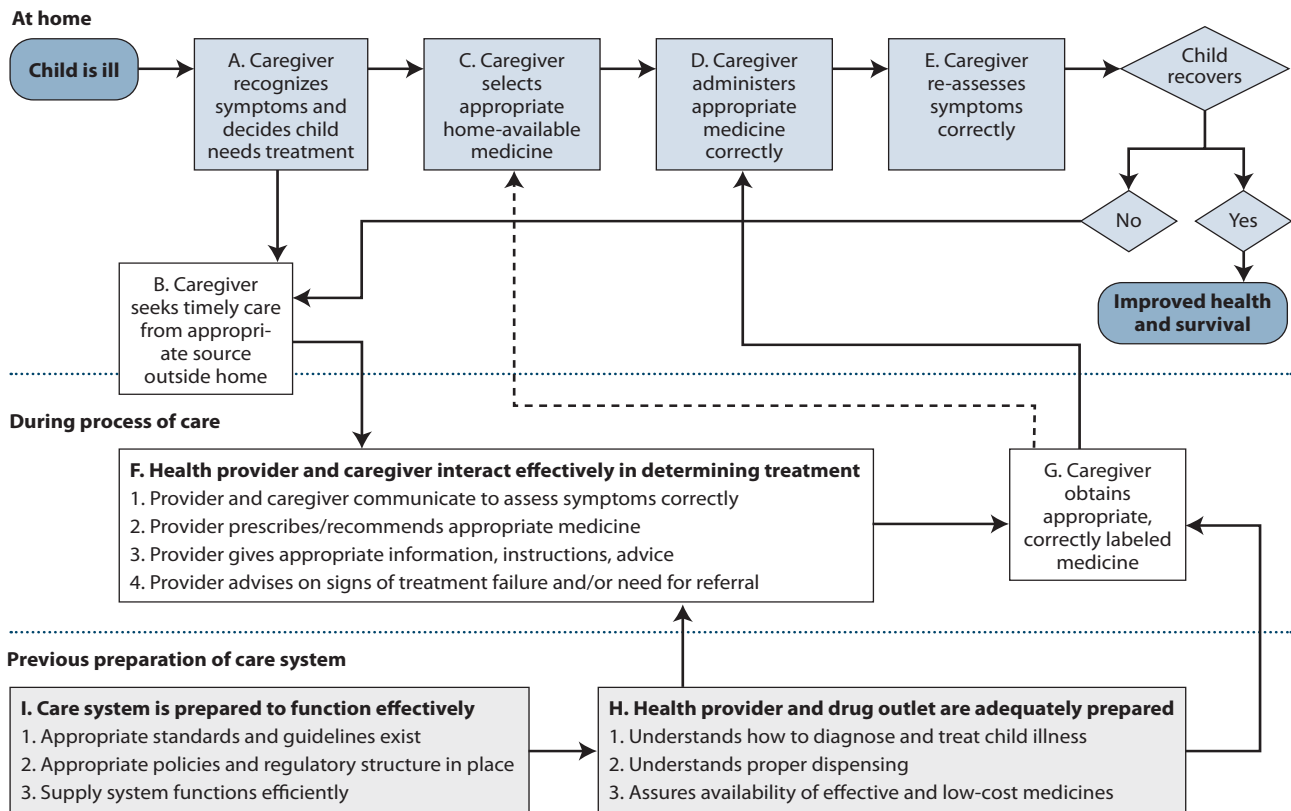 At home
Child is ill
A. Caregiver
recognizes
symptoms and
decides child
needs treatment
C. Caregiver
selects
appropriate
home-available
medicine
D. Caregiver
administers
appropriate
medicine
correctly
E. Caregiver
re-assesses
symptoms
correctly
Child
recovers
No
Yes
B. Caregiver
seeks timely care
from appropri-
ate source
outside home
Improved health
and survival
During process of care
F. Health provider and caregiver interact effectively in determining treatment
1. Provider and caregiver communicate to assess symptoms correctly
2. Provider prescribes/recommends appropriate medicine
3. Provider gives appropriate information, instructions, advice
4. Provider advises on signs of treatment failure and/or need for referral
G. Caregiver
obtains
appropriate,
correctly labeled
medicine
Previous preparation of care system
I. Care system is prepared to function effectively
1. Appropriate standards and guidelines exist
2. Appropriate policies and regulatory structure in place
3. Supply system functions efficiently
H. Health provider and drug outlet are adequately prepared
1. Understands how to diagnose and treat child illness
2. Understands proper dispensing
3. Assures availability of effective and low-cost medicines